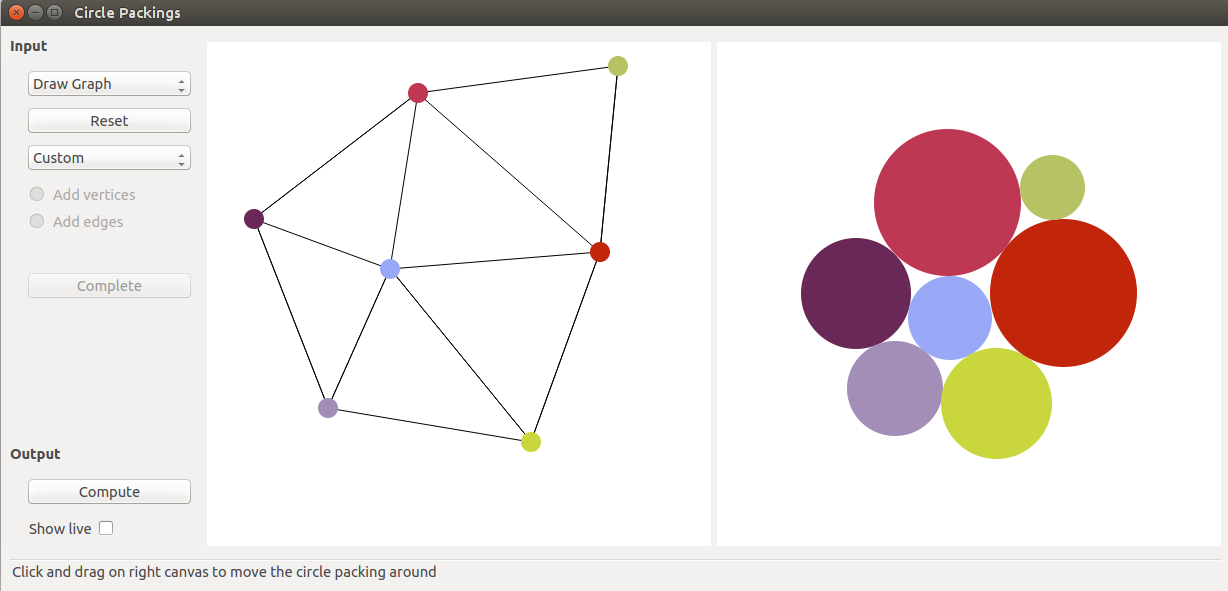 Circle Packings
Input
Draw Graph
Reset
Custom
Add vertices
Add edges
Complete
Output
Compute
Show live
Click and drag on right canvas to move the circle packing around